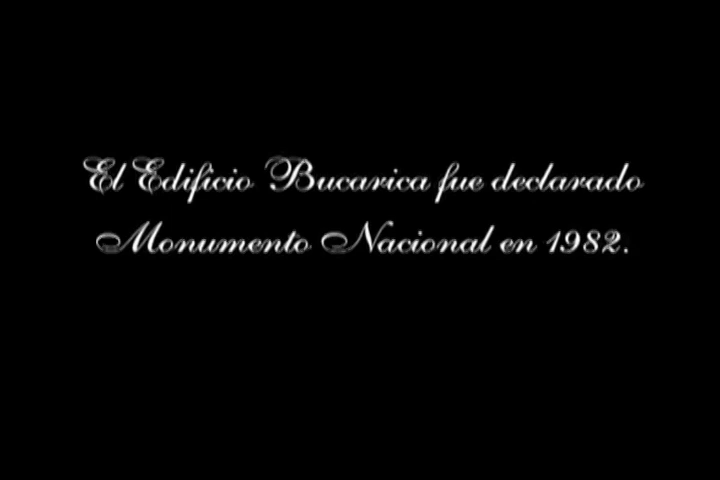 El Edificio Bucarica fue declarado
Monumento Nacional en 1982.